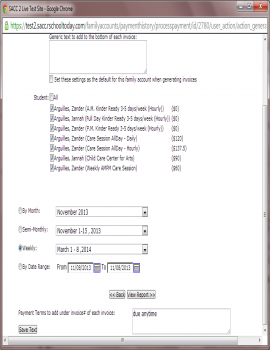 SACC 2 Live Test Site - Google Chrome
https://test2.saccrschooltoday.com/familyaccounts/paymenthistory/processpayment/id/2760/user_action/action_genera
Generic text to add to the bottom of each invoice:
Set these settings as the default for this family account when generating invoices
Student: All
Arguilles, Zander (A.M. Kinder Ready 3-5 days/week (Hourly)) ($0)
Arguilles, Jannah (Full Day Kinder Ready 3-5 days/week (Hourly)) ($0)
Arguilles, Zander (P.M. Kinder Ready 3-5 days/week (Hourly)) ($0)
Arguilles, Zander (Care Session AllDay - Daily) ($120)
Arguilles, Zander (Care Session AllDay - Hourly) ($137.5)
Arguilles, Jannah (Child Care Center for Arts) ($90)
Arguilles, Zander (Weekly AMPM Care Session) ($60)
By Month: November 2013
Semi-Monthly: November 1-15, 2013
Weekly: March 1 - 8, 2014
By Date Range: From 11/08/2013 To 11/08/2013
<< Back View Report >>
Payment Terms to add under invoice# of each invoice: due anytime
Save Text